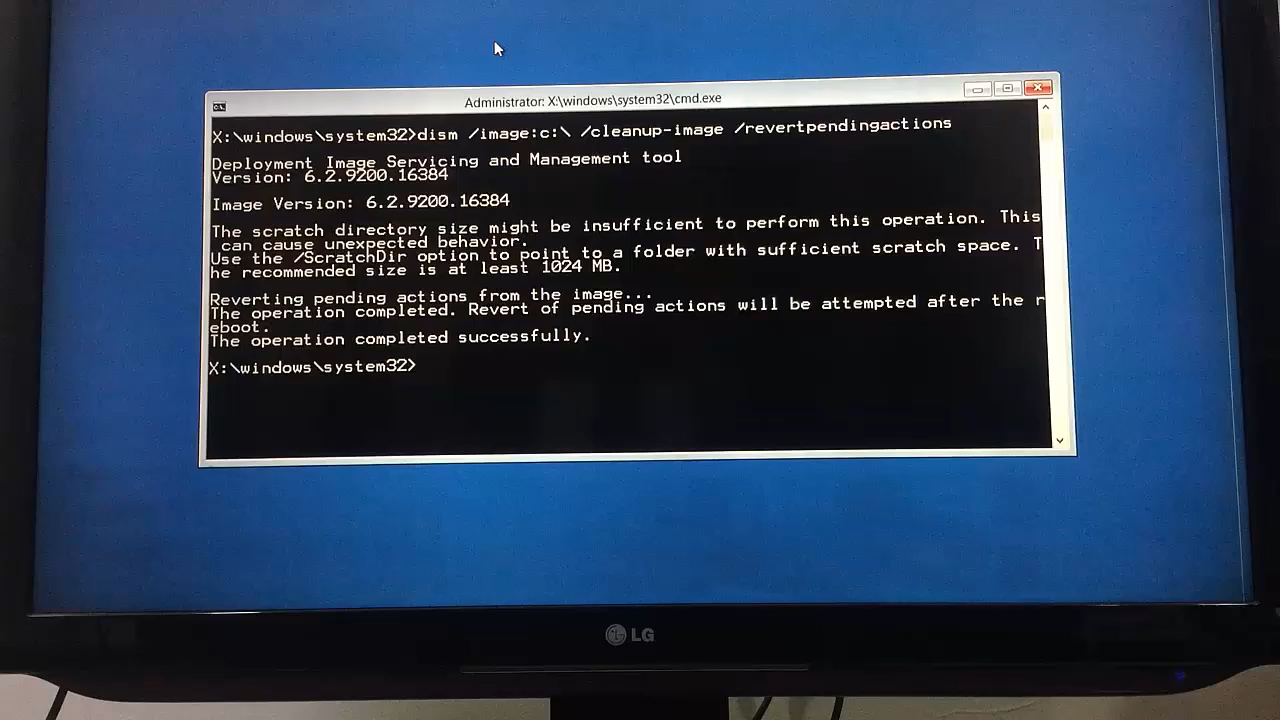 Administrator: X:\windows\system32\cmd.exe
X:\windows\system32>dism /image:c:\ /cleanup-image /revertpendingactions
Deployment Image Servicing and Management tool
Version: 6.2.9200.16384
Image Version: 6.2.9200.16384
The scratch directory size might be insufficient to perform this operation. This
can cause unexpected behavior.
Use the /ScratchDir option to point to a folder with sufficient scratch space. T
he recommended size is at least 1024 MB.
Reverting pending actions from the image...
The operation completed. Revert of pending actions will be attempted after the r
eboot.
The operation completed successfully.
X:\windows\system32>
LG